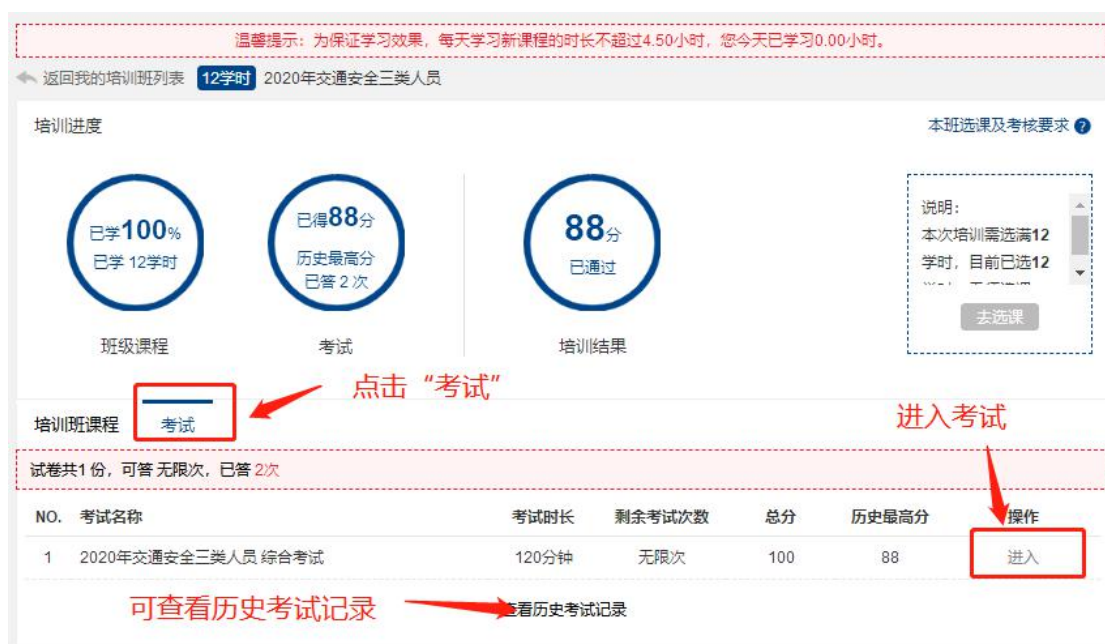 温馨提示：为保证学习效果，每天学习新课程的时长不超过4.50小时，您今天已学习0.00小时。
返回我的培训班列表 12学时 2020年交通安全三类人员
培训进度
本班选课及考核要求
已学100%
已学 12学时
班级课程
已得88分
历史最高分
已答 2 次
考试
88分
已通过
培训结果
说明：
本次培训需选满12
学时，目前已选12
去选课
点击“考试”
培训班课程 考试
进入考试
试卷共1 份，可答 无限次，已答 2次
NO. 考试名称 考试时长 剩余考试次数 总分 历史最高分 操作
1 2020年交通安全三类人员 综合考试 120分钟 无限次 100 88 进入
可查看历史考试记录
查看历史考试记录